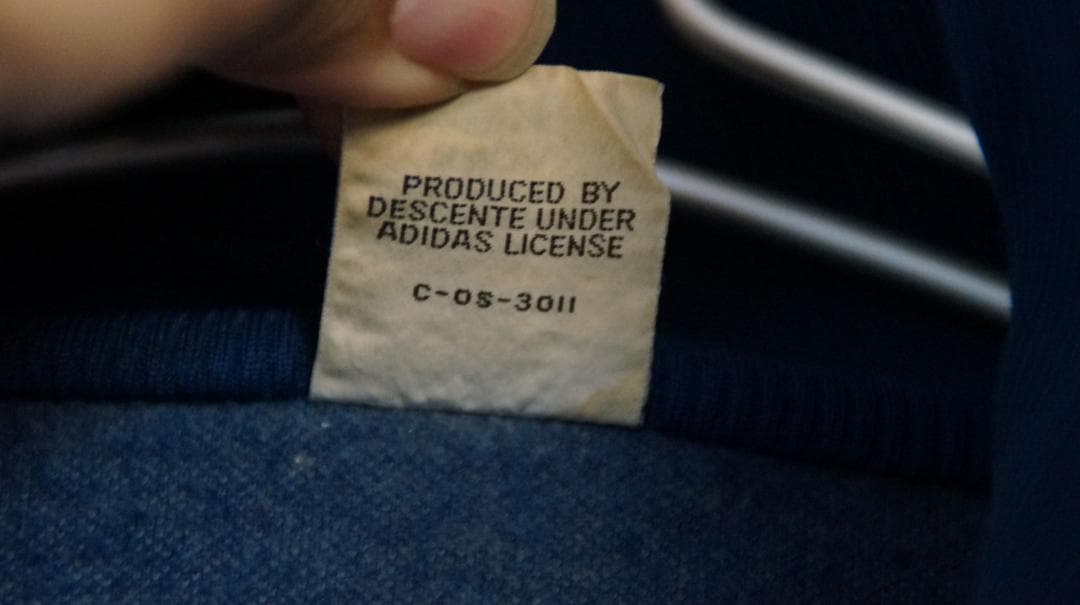 PRODUCED BY
DESCENTE UNDER
ADIDAS LICENSE
C-OS-3011